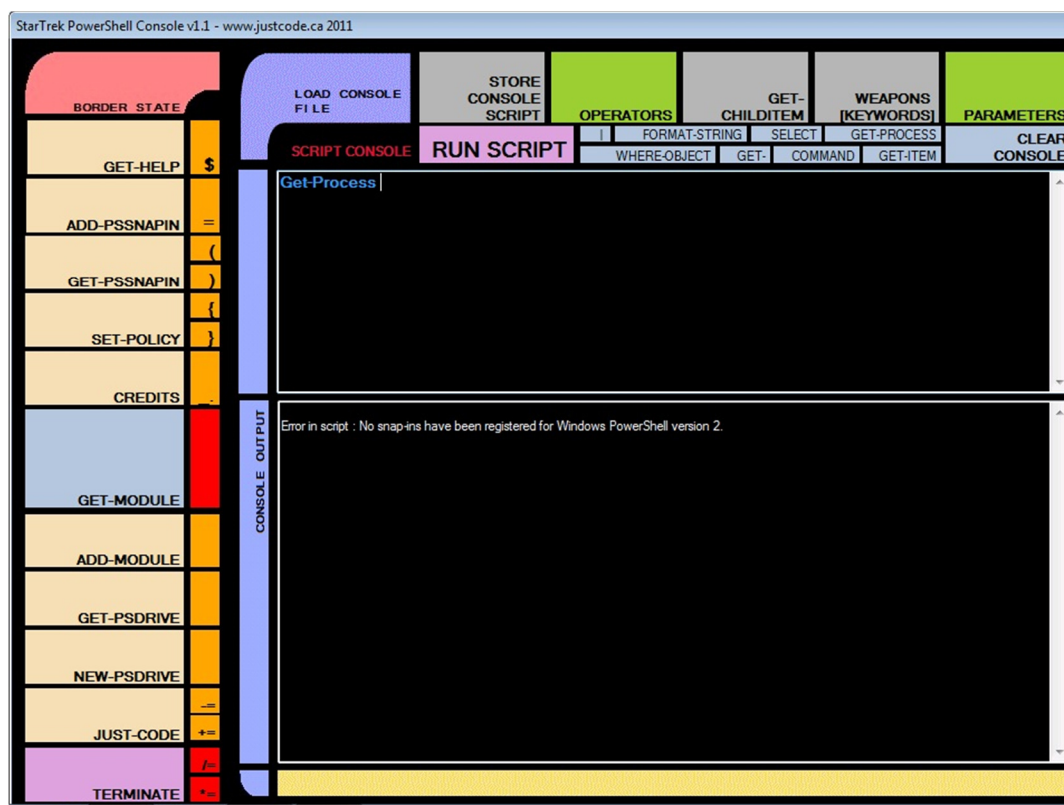 StarTrek PowerShell Console v1.1 - www.justcode.ca 2011
BORDER STATE
LOAD CONSOLE
FILE
STORE
CONSOLE
SCRIPT
OPERATORS
GET-
CHILDITEM
WEAPONS
[KEYWORDS]
PARAMETERS
SCRIPT CONSOLE
RUN SCRIPT
| FORMAT-STRING SELECT GET-PROCESS
WHERE-OBJECT GET- COMMAND GET-ITEM
CLEAR
CONSOLE
GET-HELP $
ADD-PSSNAPIN =
(
GET-PSSNAPIN )
{
SET-POLICY }
CREDITS _.
GET-MODULE
ADD-MODULE
GET-PSDRIVE
NEW-PSDRIVE
-=
JUST-CODE +=
/=
TERMINATE *=
Get-Process
CONSOLE OUTPUT
Error in script : No snap-ins have been registered for Windows PowerShell version 2.